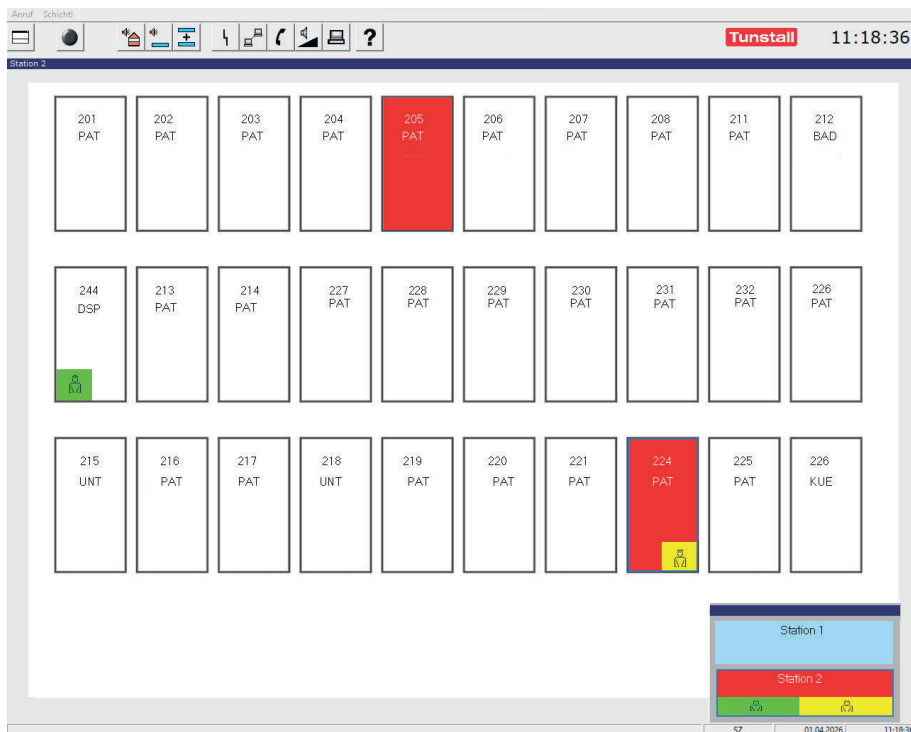 Anruf Schicht!
? Tunstall 11:18:36
Station 2
201 202 203 204 205 206 207 208 211 212
PAT PAT PAT PAT PAT PAT PAT PAT PAT BAD
244 213 214 227 228 229 230 231 232 226
DSP PAT PAT PAT PAT PAT PAT PAT PAT PAT
215 216 217 218 219 220 221 224 225 226
UNT PAT PAT UNT PAT PAT PAT PAT PAT KUE
Station 1
Station 2
SZ 01.04.2026 11:18:36